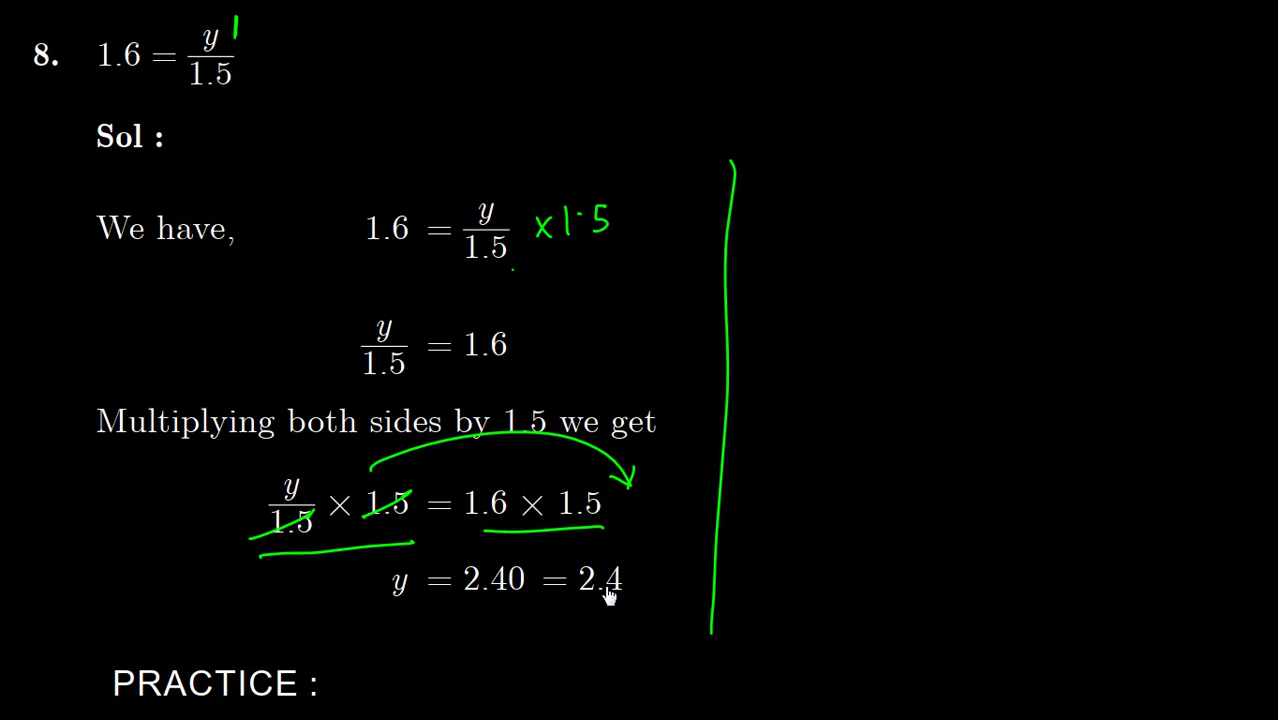 8. 1.6 = y/1.5
Sol :
We have, 1.6 = y/1.5 x1.5
y/1.5 = 1.6
Multiplying both sides by 1.5 we get
y/1.5 × 1.5 = 1.6 × 1.5
y = 2.40 = 2.4
PRACTICE :